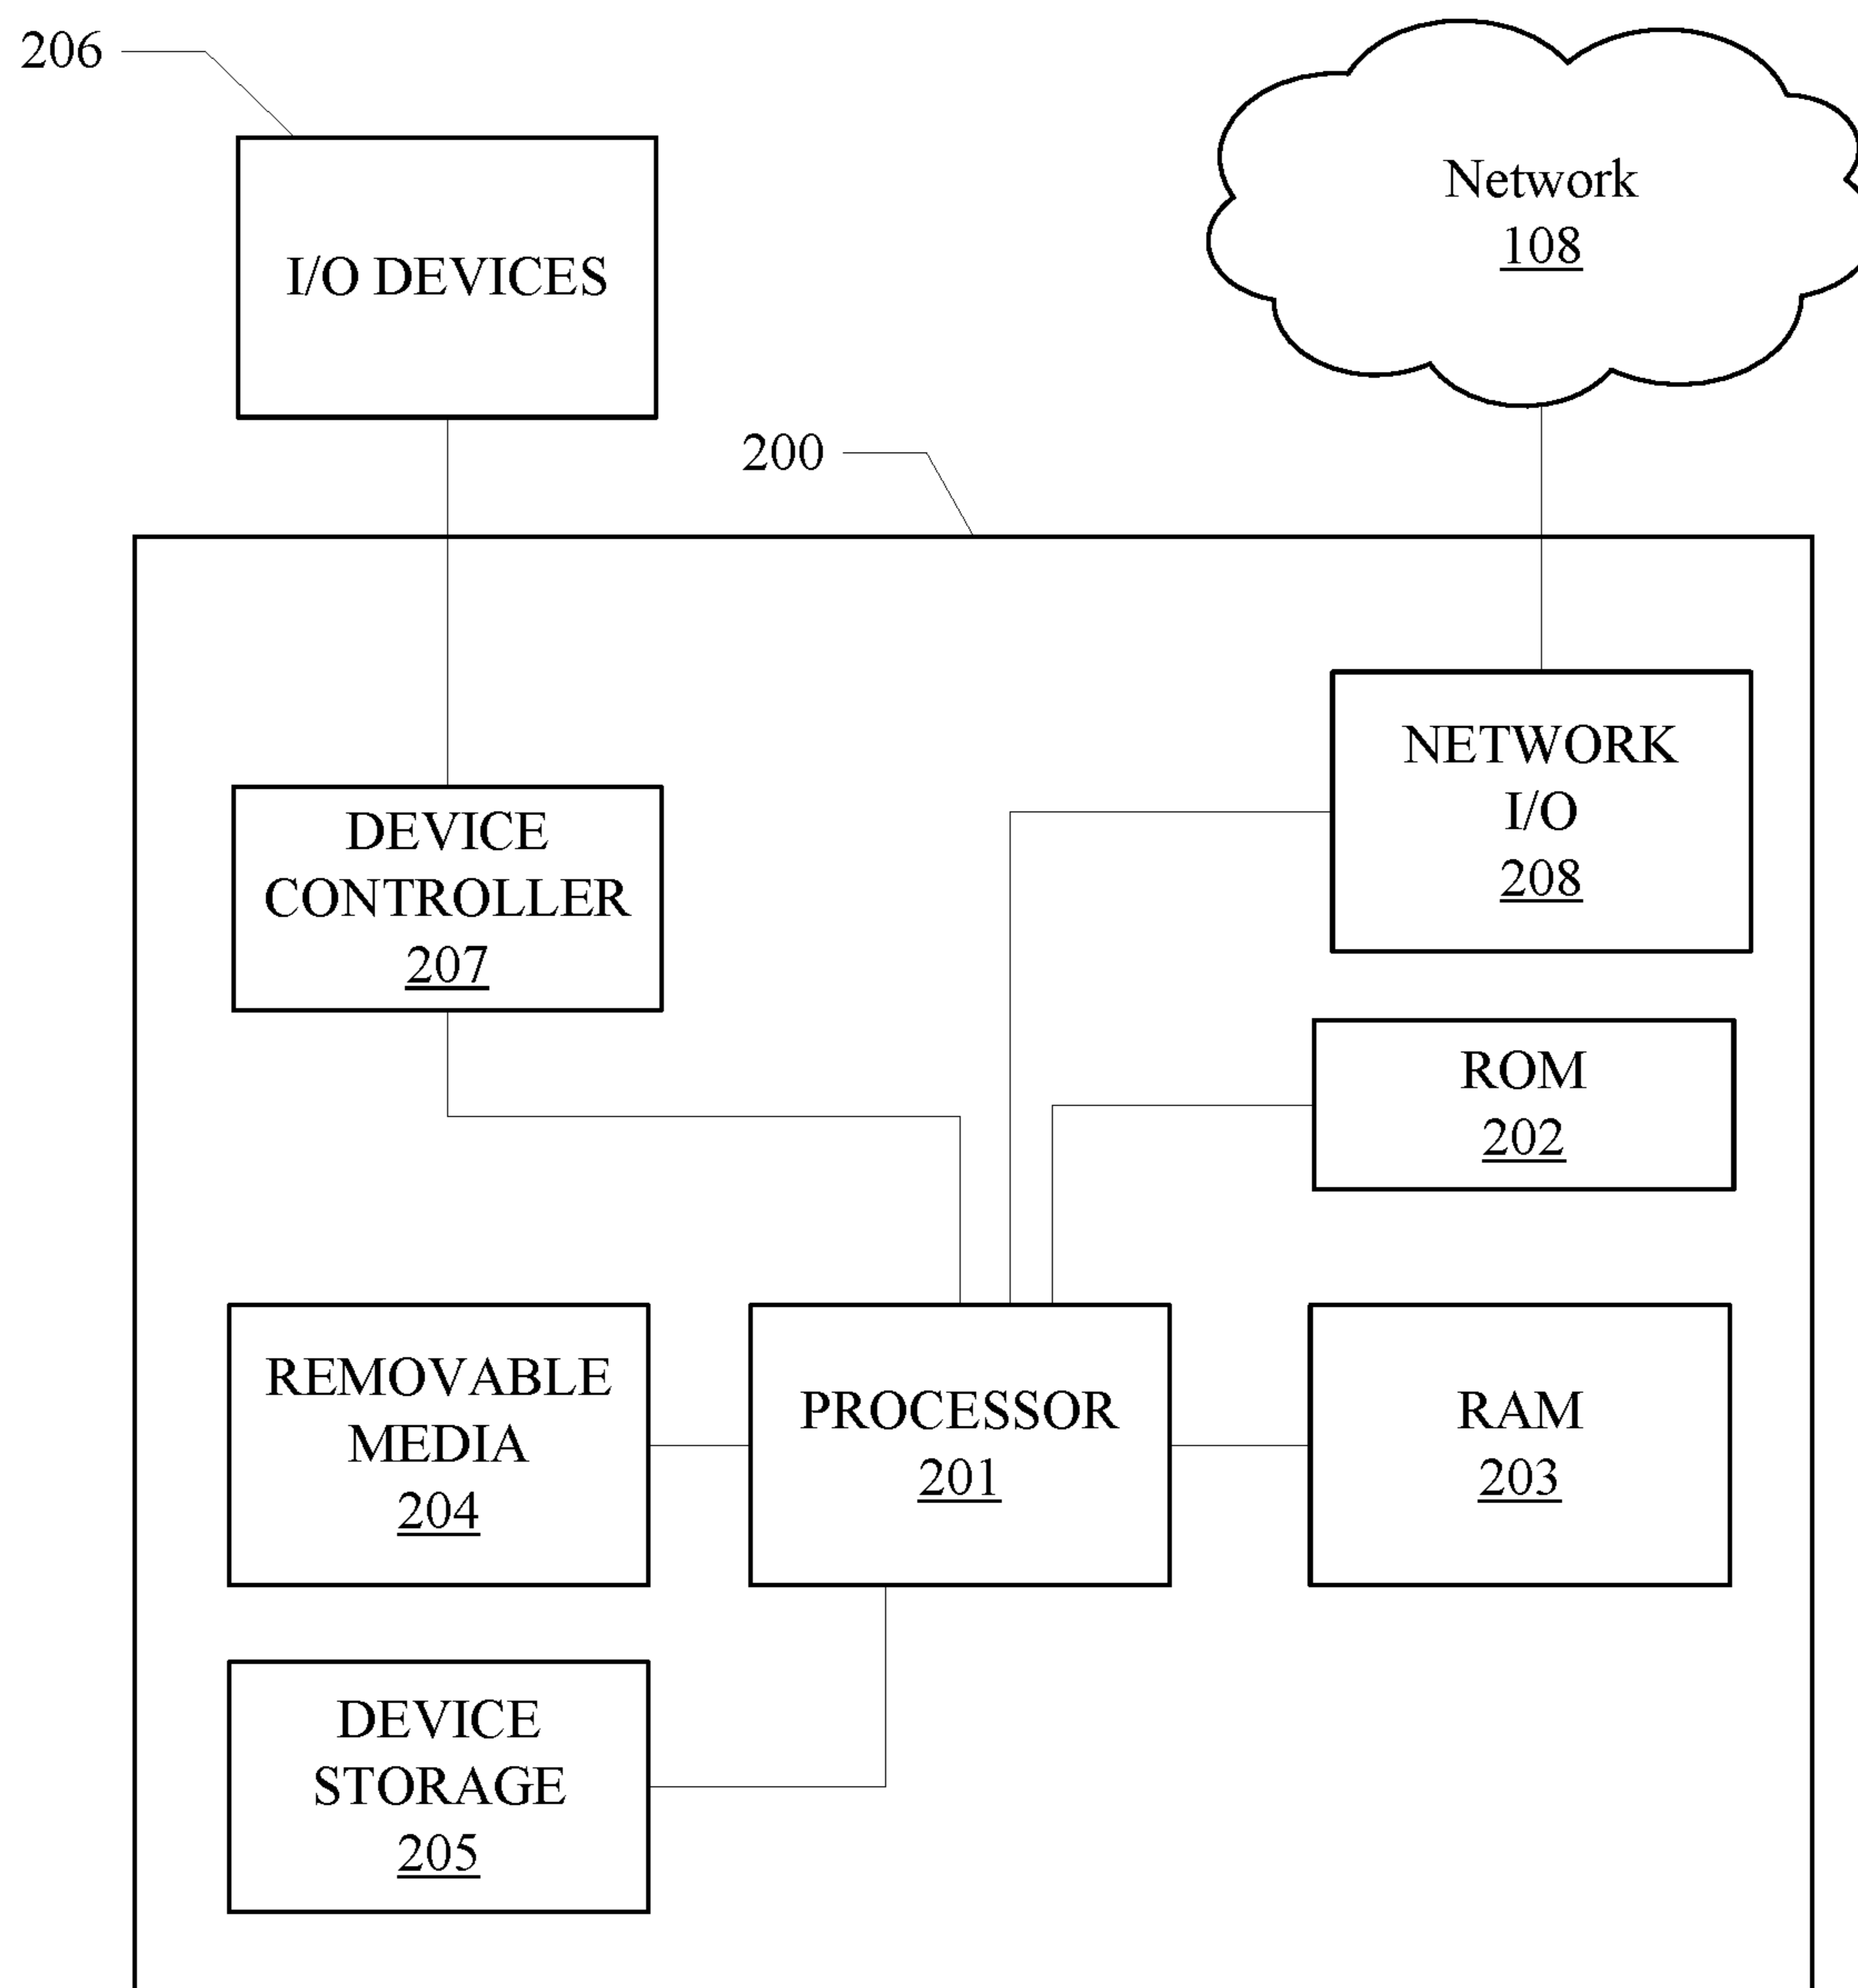 206
I/O DEVICES
Network
108
200
NETWORK
I/O
208
DEVICE
CONTROLLER
207
ROM
202
REMOVABLE
MEDIA
204
PROCESSOR
201
RAM
203
DEVICE
STORAGE
205